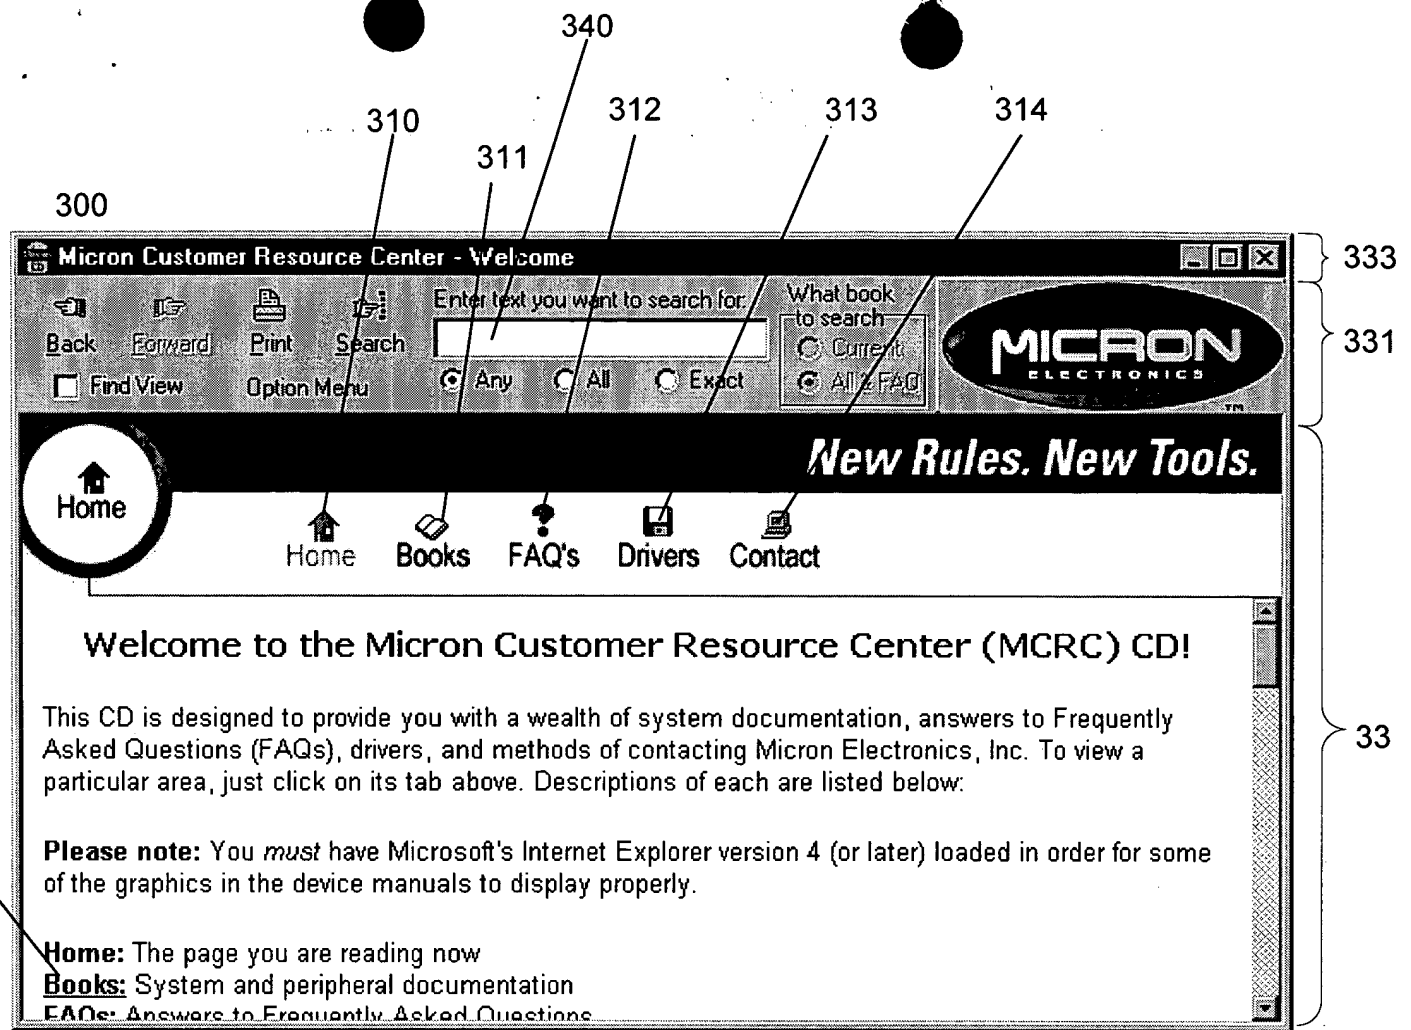 340
310
312
313
314
311
300
Micron Customer Resource Center - Welcome
333
Back
Forward
Print
Search
Enter text you want to search for:
What book
to search
Current
All & FAQ
Find View
Option Menu
Any
All
Exact
MICRON
ELECTRONICS
TM
331
New Rules. New Tools.
Home
Home
Books
FAQ's
Drivers
Contact
Welcome to the Micron Customer Resource Center (MCRC) CD!
This CD is designed to provide you with a wealth of system documentation, answers to Frequently
Asked Questions (FAQs), drivers, and methods of contacting Micron Electronics, Inc. To view a
particular area, just click on its tab above. Descriptions of each are listed below:
33
Please note: You must have Microsoft's Internet Explorer version 4 (or later) loaded in order for some
of the graphics in the device manuals to display properly.
Home: The page you are reading now
Books: System and peripheral documentation
FAQs: Answers to Frequently Asked Questions